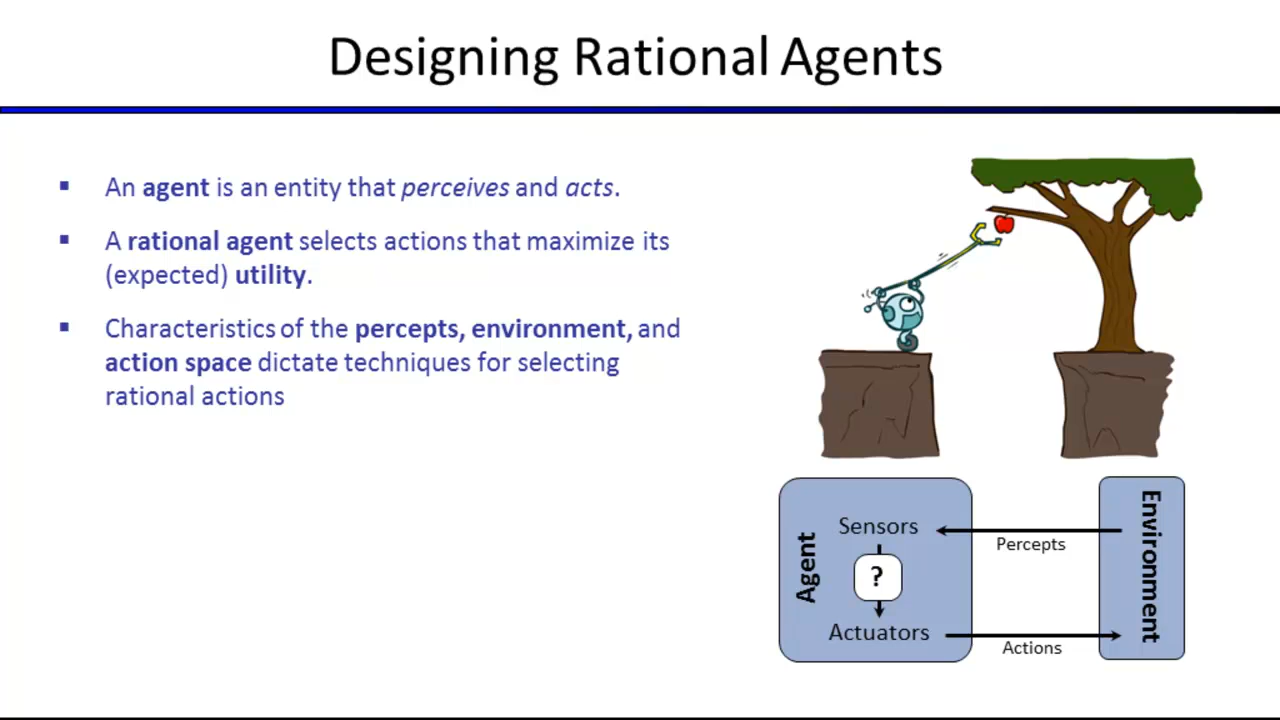 Designing Rational Agents
▪ An agent is an entity that perceives and acts.
▪ A rational agent selects actions that maximize its
(expected) utility.
▪ Characteristics of the percepts, environment, and
action space dictate techniques for selecting
rational actions
Agent
Sensors
?
Actuators
Percepts
Actions
Environment